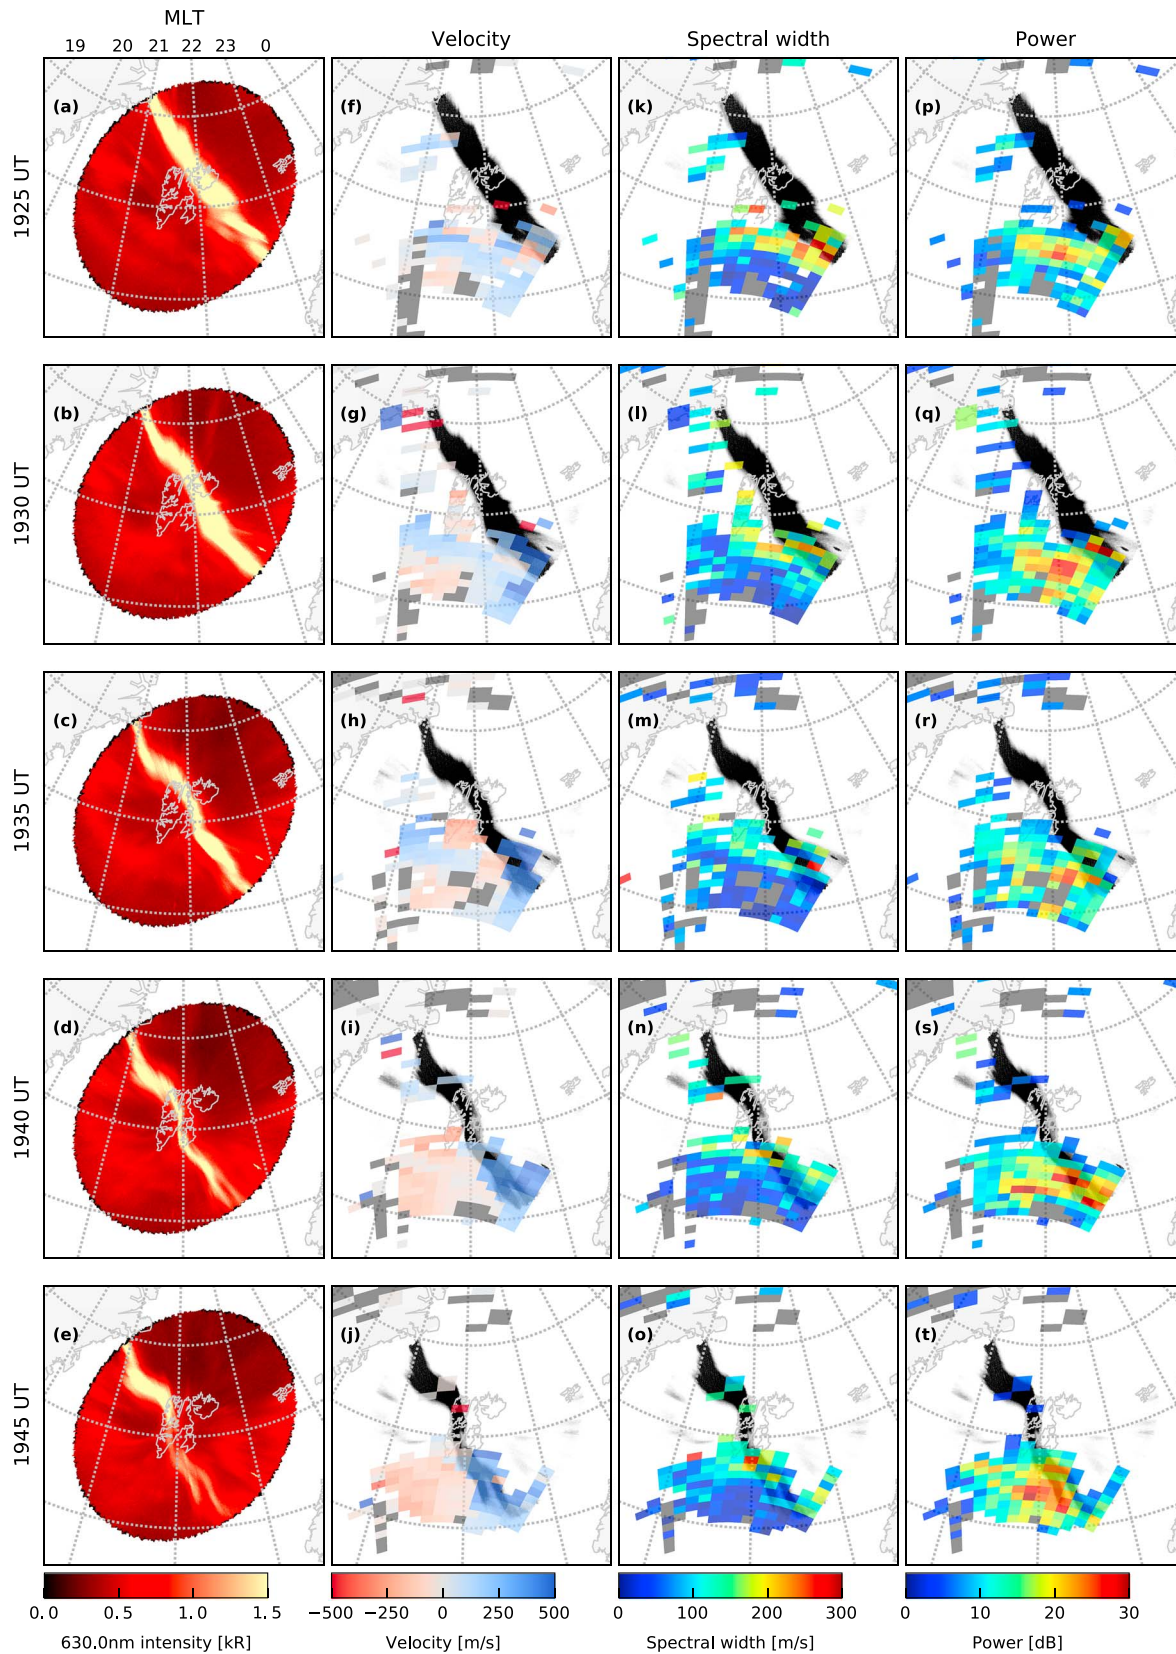 MLT
19 20 21 22 23 0
Velocity
Spectral width
Power
1925 UT
(a)
(f)
(k)
(p)
1930 UT
(b)
(g)
(l)
(q)
1935 UT
(c)
(h)
(m)
(r)
1940 UT
(d)
(i)
(n)
(s)
1945 UT
(e)
(j)
(o)
(t)
0.0 0.5 1.0 1.5
630.0nm intensity [kR]
−500 −250 0 250 500
Velocity [m/s]
0 100 200 300
Spectral width [m/s]
0 10 20 30
Power [dB]